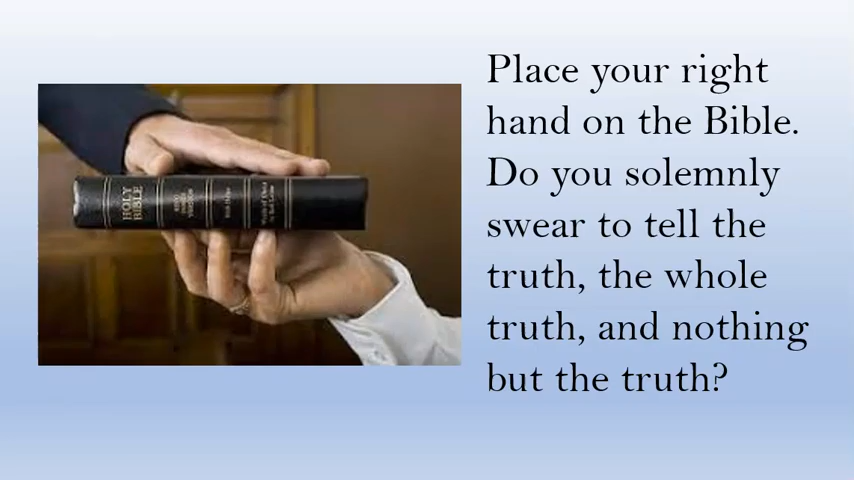 Place your right
hand on the Bible.
Do you solemnly
swear to tell the
truth, the whole
truth, and nothing
but the truth?
HOLY
BIBLE